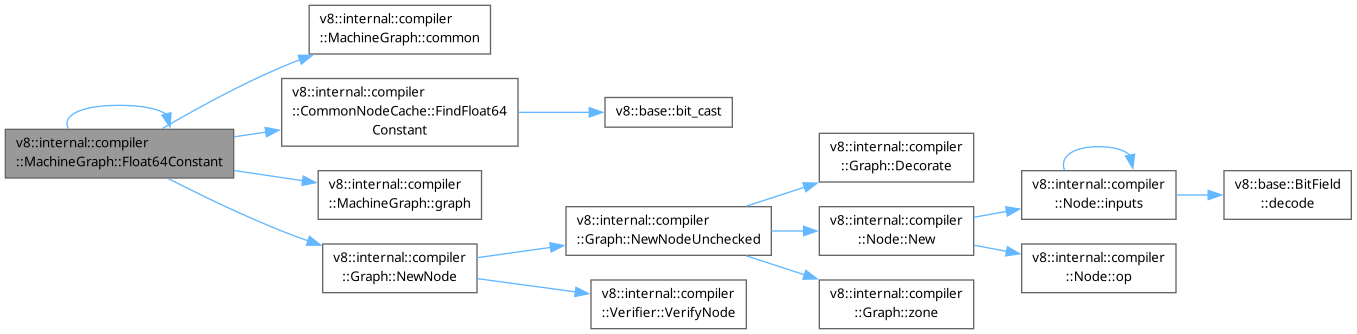 v8::internal::compiler
::MachineGraph::Float64Constant
v8::internal::compiler
::MachineGraph::common
v8::internal::compiler
::CommonNodeCache::FindFloat64
Constant
v8::base::bit_cast
v8::internal::compiler
::MachineGraph::graph
v8::internal::compiler
::Graph::NewNode
v8::internal::compiler
::Graph::NewNodeUnchecked
v8::internal::compiler
::Verifier::VerifyNode
v8::internal::compiler
::Graph::Decorate
v8::internal::compiler
::Node::New
v8::internal::compiler
::Graph::zone
v8::internal::compiler
::Node::inputs
v8::internal::compiler
::Node::op
v8::base::BitField
::decode